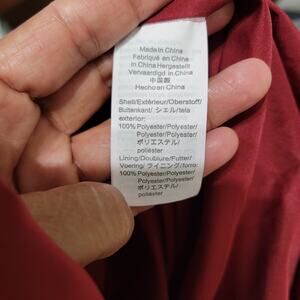 Made in China
Fabriqué en Chine
in China Hergestellt
Vervaardigd in China
中国製
Hecho en China
Shell/Extérieur/Oberstoff/
Buitenkant/ シェル/tela
exterior:
100% Polyester/Polyester/
Polyester/Polyester/
ポリエステル/
poliéster
Lining/Doublure/Futter/
Voering/ ライニング/forro:
100% Polyester/Polyester/
Polyester/Polyester/
ポリエステル/
poliéster